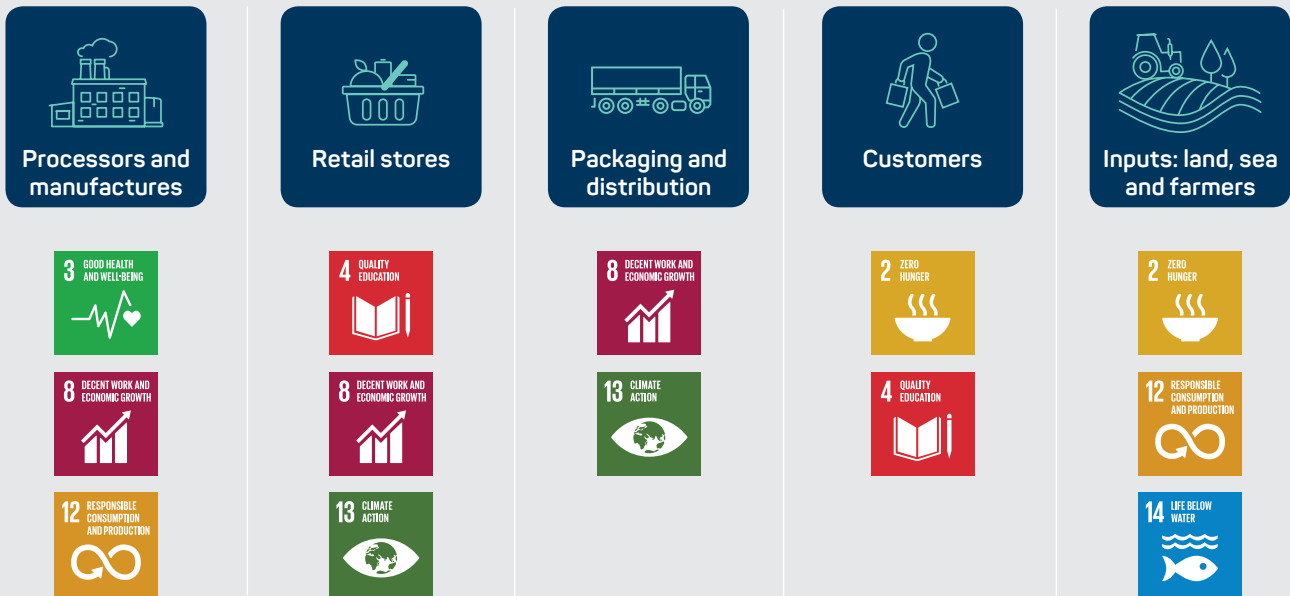 Processors and
manufactures
3 GOOD HEALTH
AND WELL-BEING
8 DECENT WORK AND
ECONOMIC GROWTH
12 RESPONSIBLE
CONSUMPTION
AND PRODUCTION
Retail stores
4 QUALITY
EDUCATION
8 DECENT WORK AND
ECONOMIC GROWTH
13 CLIMATE
ACTION
Packaging and
distribution
8 DECENT WORK AND
ECONOMIC GROWTH
13 CLIMATE
ACTION
Customers
2 ZERO
HUNGER
4 QUALITY
EDUCATION
Inputs: land, sea
and farmers
2 ZERO
HUNGER
12 RESPONSIBLE
CONSUMPTION
AND PRODUCTION
14 LIFE BELOW
WATER